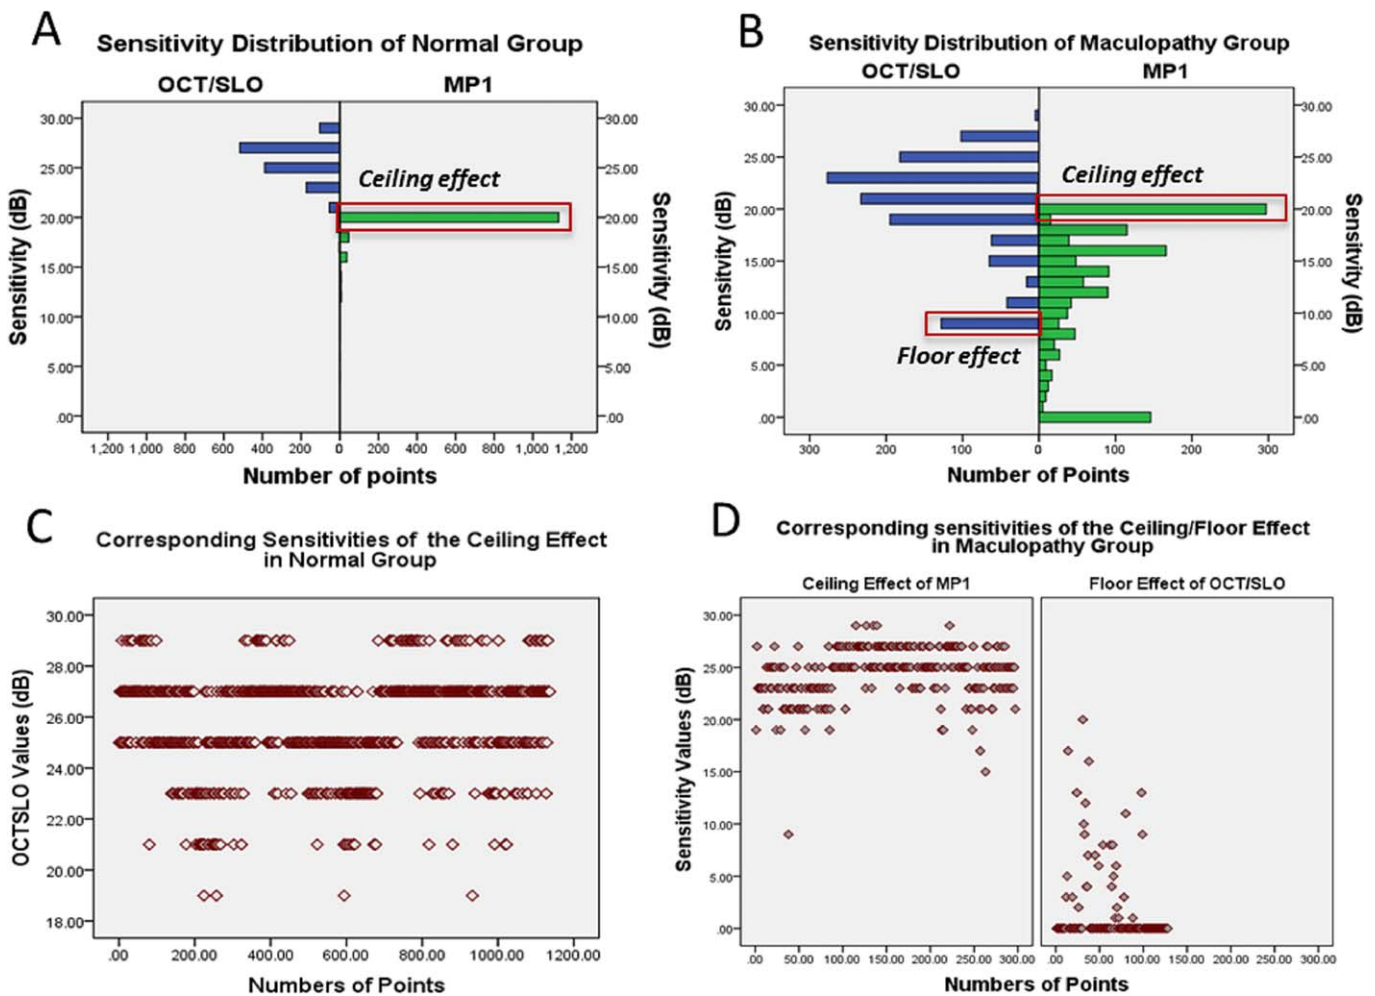 A
Sensitivity Distribution of Normal Group
OCT/SLO MP1
30.00 30.00
25.00 25.00
Ceiling effect
20.00 20.00
15.00 15.00
10.00 10.00
5.00 5.00
.00 .00
Sensitivity (dB)
Sensitivity (dB)
1,200 1,000 800 600 400 200 0 200 400 600 800 1,000 1,200
Number of points
B
Sensitivity Distribution of Maculopathy Group
OCT/SLO MP1
30.00 30.00
25.00 25.00
Ceiling effect
20.00 20.00
15.00 15.00
10.00 10.00
Floor effect
5.00 5.00
.00 .00
Sensitivity (dB)
Sensitvity (dB)
300 200 100 0 100 200 300
Number of Points
C
Corresponding Sensitivities of the Ceiling Effect
in Normal Group
30.00
28.00
26.00
24.00
22.00
20.00
18.00
OCTSLO Values (dB)
.00 200.00 400.00 600.00 800.00 1000.00 1200.00
Numbers of Points
D
Corresponding sensitivities of the Ceiling/Floor Effect
in Maculopathy Group
Ceiling Effect of MP1 Floor Effect of OCT/SLO
30.00
25.00
20.00
15.00
10.00
5.00
.00
Sensitivity Values (dB)
.00 50.00 100.00 150.00 200.00 250.00 300.00 .00 50.00 100.00 150.00 200.00 250.00 300.00
Numbers of Points